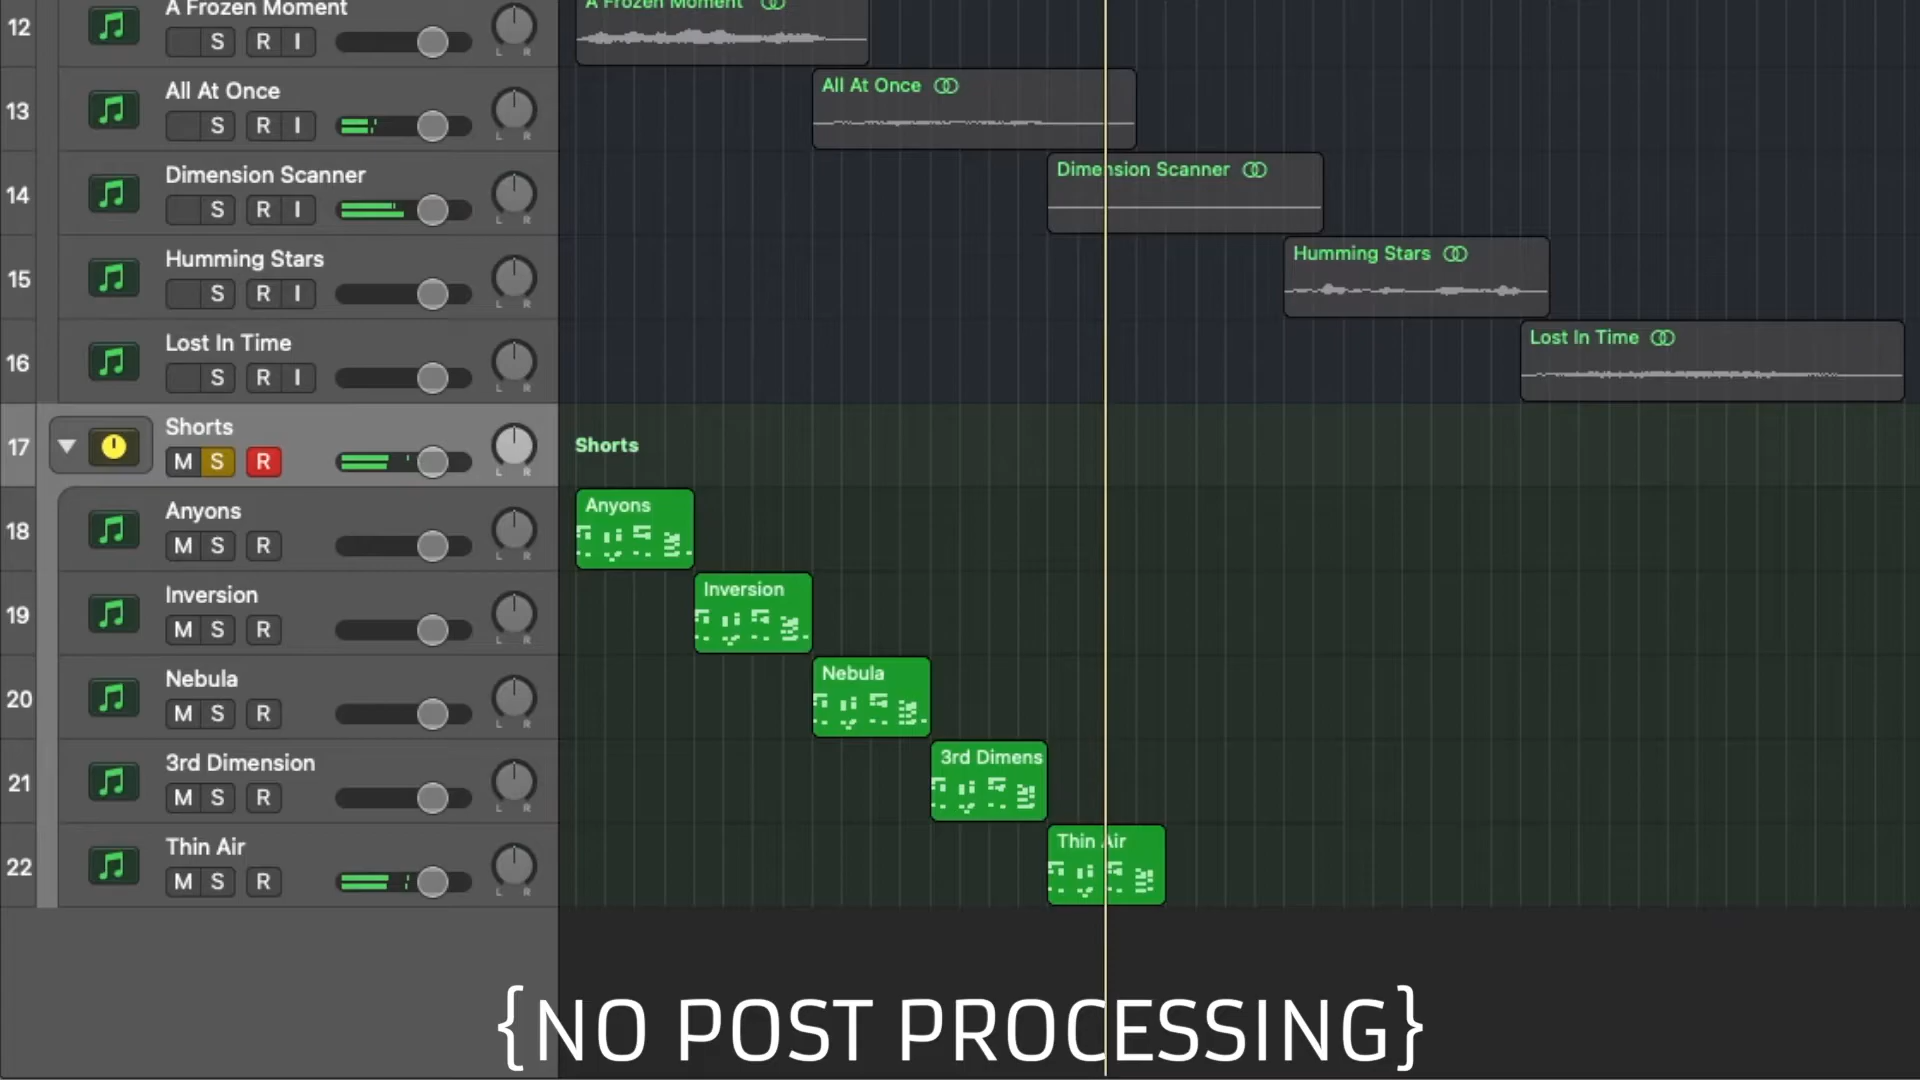 12
A Frozen Moment
S R I
L R
A Frozen Moment
13
All At Once
S R I
L R
All At Once
14
Dimension Scanner
S R I
L R
Dimension Scanner
15
Humming Stars
S R I
L R
Humming Stars
16
Lost In Time
S R I
L R
Lost In Time
17
Shorts
M S R
L R
Shorts
18
Anyons
M S R
L R
Anyons
19
Inversion
M S R
L R
Inversion
20
Nebula
M S R
L R
Nebula
21
3rd Dimension
M S R
L R
3rd Dimens
22
Thin Air
M S R
L R
Thin Air
{NO POST PROCESSING}